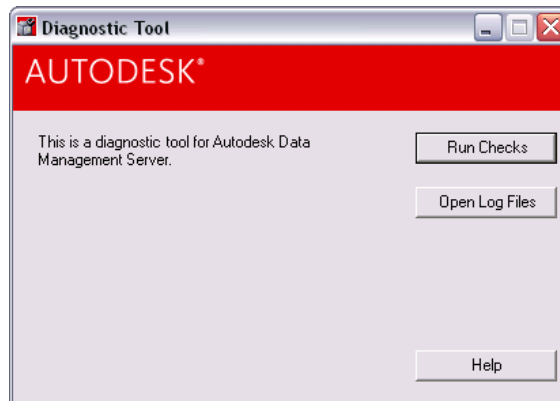 Diagnostic Tool
AUTODESK®
This is a diagnostic tool for Autodesk Data
Management Server.
Run Checks
Open Log Files
Help